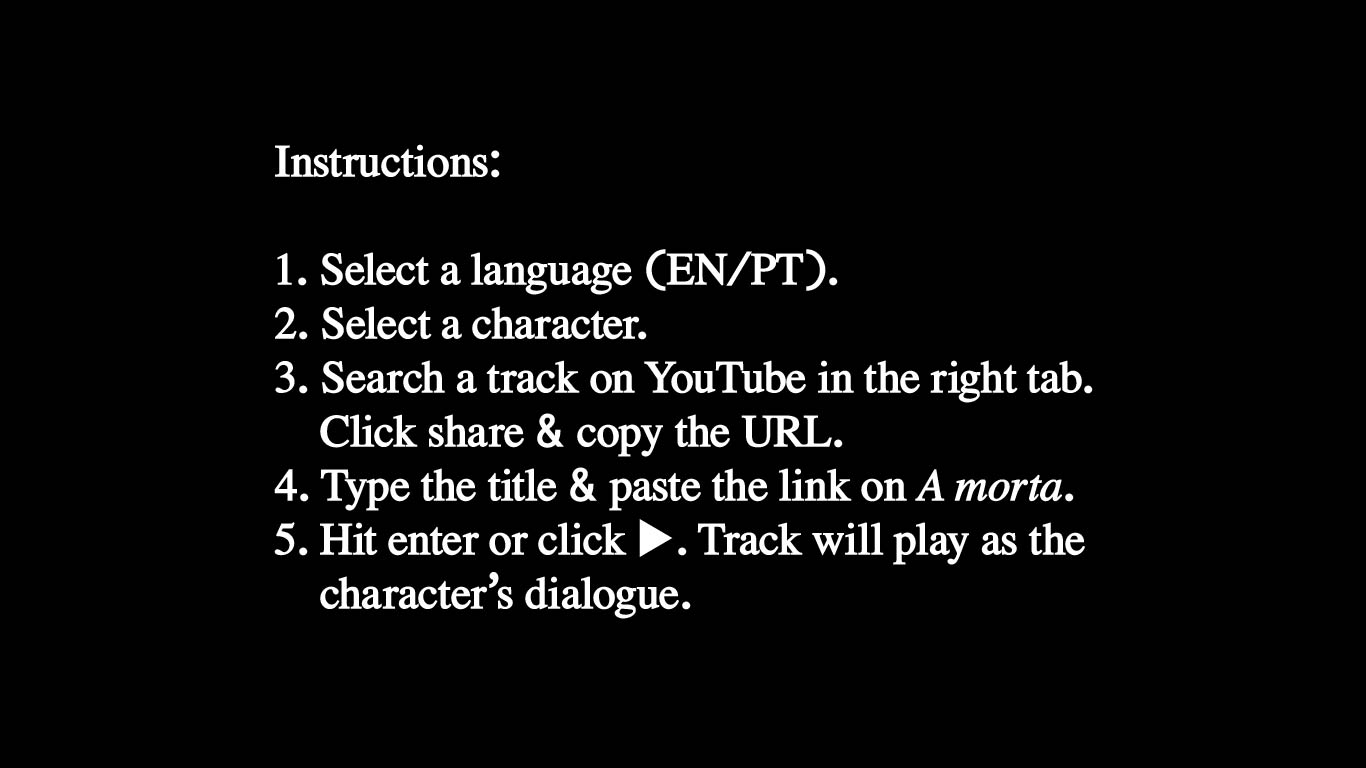 Instructions:
1. Select a language (EN/PT).
2. Select a character.
3. Search a track on YouTube in the right tab.
Click share & copy the URL.
4. Type the title & paste the link on A morta.
5. Hit enter or click ▶. Track will play as the
character’s dialogue.